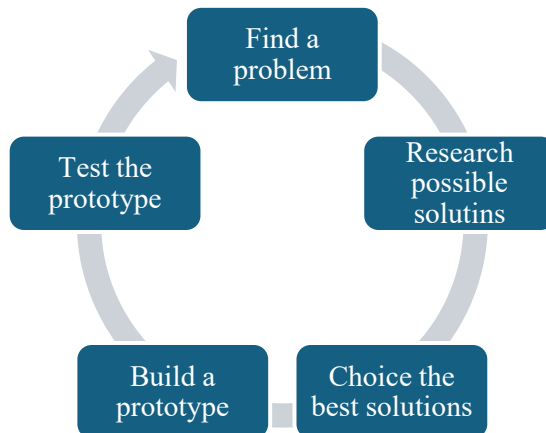 Find a
problem
Research
possible
solutins
Choice the
best solutions
Build a
prototype
Test the
prototype